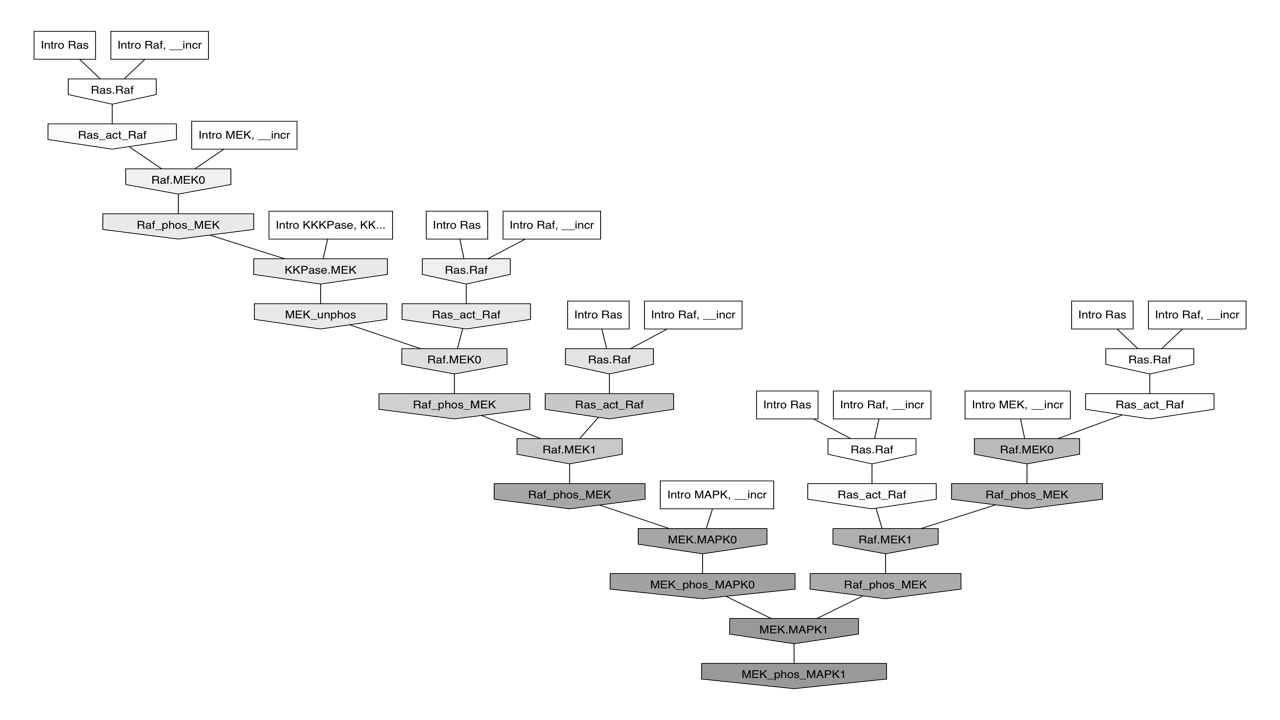 Intro Ras
Intro Raf, __incr
Ras.Raf
Ras_act_Raf
Intro MEK, __incr
Raf.MEK0
Raf_phos_MEK
Intro KKKPase, KK...
Intro Ras
Intro Raf, __incr
KKPase.MEK
Ras.Raf
MEK_unphos
Ras_act_Raf
Intro Ras
Intro Raf, __incr
Intro Ras
Intro Raf, __incr
Raf.MEK0
Ras.Raf
Ras.Raf
Raf_phos_MEK
Ras_act_Raf
Intro Ras
Intro Raf, __incr
Intro MEK, __incr
Ras_act_Raf
Raf.MEK1
Ras.Raf
Raf.MEK0
Raf_phos_MEK
Intro MAPK, __incr
Ras_act_Raf
Raf_phos_MEK
MEK.MAPK0
Raf.MEK1
MEK_phos_MAPK0
Raf_phos_MEK
MEK.MAPK1
MEK_phos_MAPK1